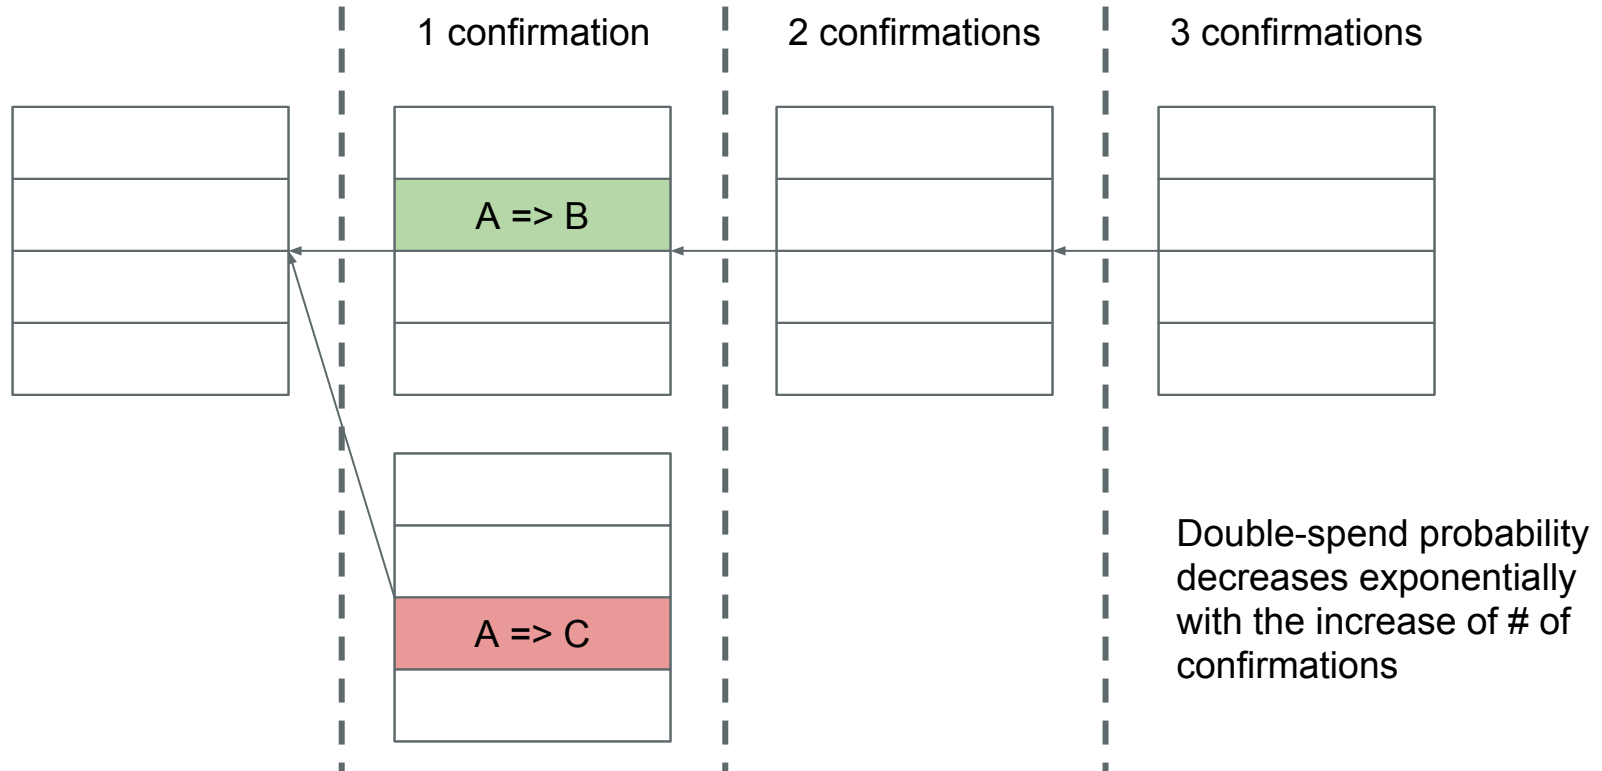 1 confirmation
2 confirmations
3 confirmations
A => B
A => C
Double-spend probability
decreases exponentially
with the increase of # of
confirmations